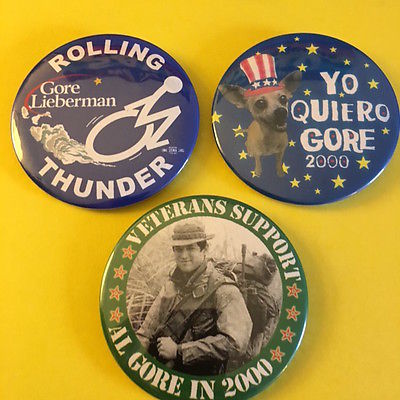 ROLLING
Gore
Lieberman
THUNDER
YO
QUIERO
GORE
2000
VETERANS SUPPORT
AL GORE IN 2000